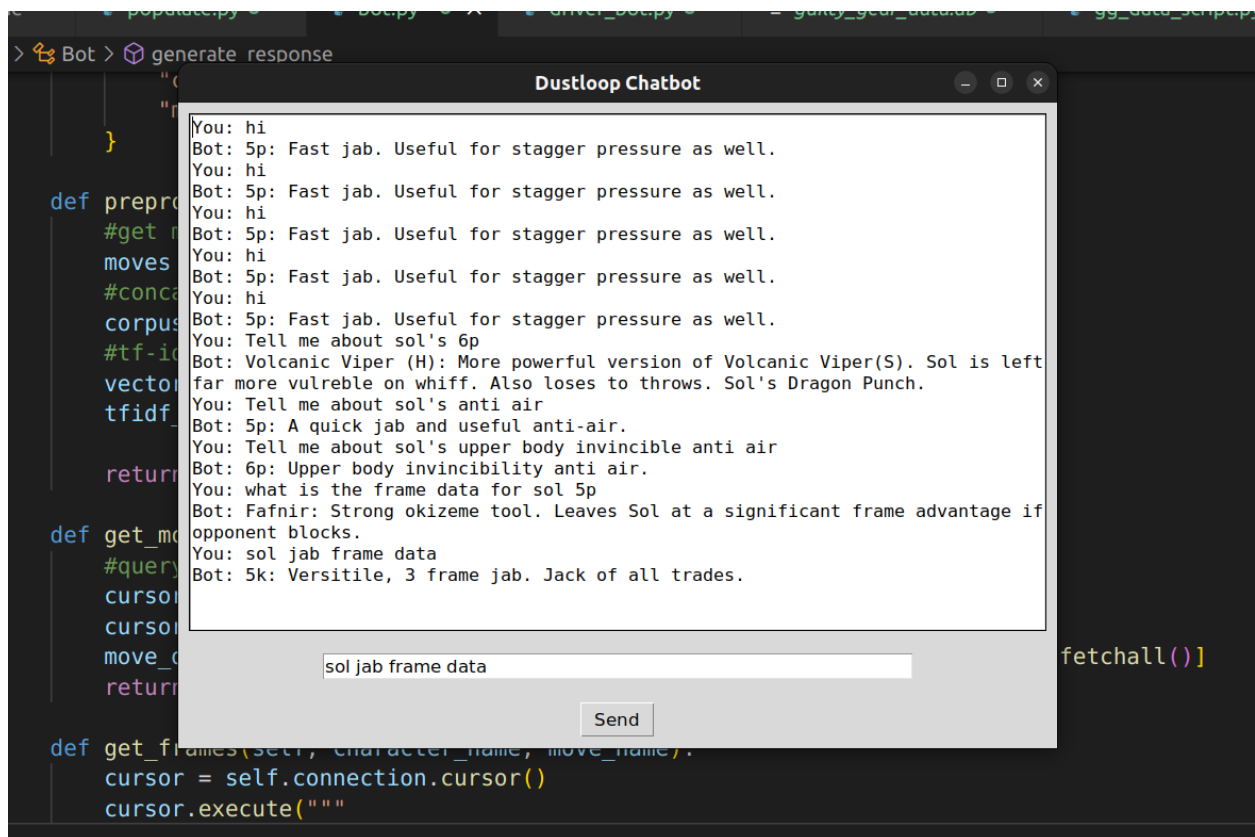 populate.py
bot.py
driver_bot.py
guilty_gear_data.db
gg_data_script.p
> Bot > generate_response
Dustloop Chatbot
}
def prepro
#get m
moves
#conca
corpus
#tf-id
vector
tfidf_
return
def get_mo
#query
cursor
cursor
move_d
fetchall()]
return
def get_frames(self, character_name, move_name):
cursor = self.connection.cursor()
cursor.execute("""
You: hi
Bot: 5p: Fast jab. Useful for stagger pressure as well.
You: hi
Bot: 5p: Fast jab. Useful for stagger pressure as well.
You: hi
Bot: 5p: Fast jab. Useful for stagger pressure as well.
You: hi
Bot: 5p: Fast jab. Useful for stagger pressure as well.
You: hi
Bot: 5p: Fast jab. Useful for stagger pressure as well.
You: Tell me about sol's 6p
Bot: Volcanic Viper (H): More powerful version of Volcanic Viper(S). Sol is left
far more vulreble on whiff. Also loses to throws. Sol's Dragon Punch.
You: Tell me about sol's anti air
Bot: 5p: A quick jab and useful anti-air.
You: Tell me about sol's upper body invincible anti air
Bot: 6p: Upper body invincibility anti air.
You: what is the frame data for sol 5p
Bot: Fafnir: Strong okizeme tool. Leaves Sol at a significant frame advantage if
opponent blocks.
You: sol jab frame data
Bot: 5k: Versitile, 3 frame jab. Jack of all trades.
sol jab frame data
Send